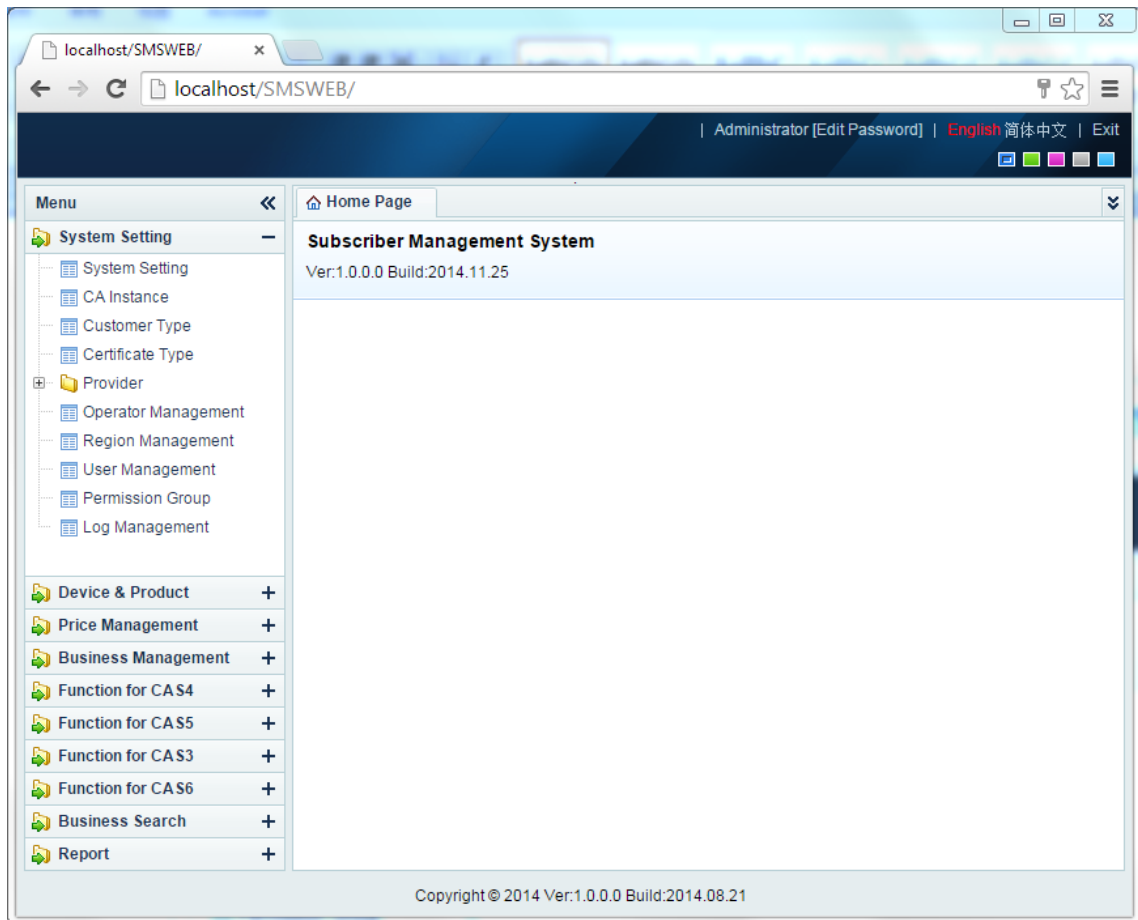 localhost/SMSWEB/
localhost/SMSWEB/
| Administrator [Edit Password] | English 简体中文 | Exit
Menu
Home Page
System Setting
Subscriber Management System
Ver:1.0.0.0 Build:2014.11.25
System Setting
CA Instance
Customer Type
Certificate Type
Provider
Operator Management
Region Management
User Management
Permission Group
Log Management
Device & Product
Price Management
Business Management
Function for CAS4
Function for CAS5
Function for CAS3
Function for CAS6
Business Search
Report
Copyright © 2014 Ver:1.0.0.0 Build:2014.08.21